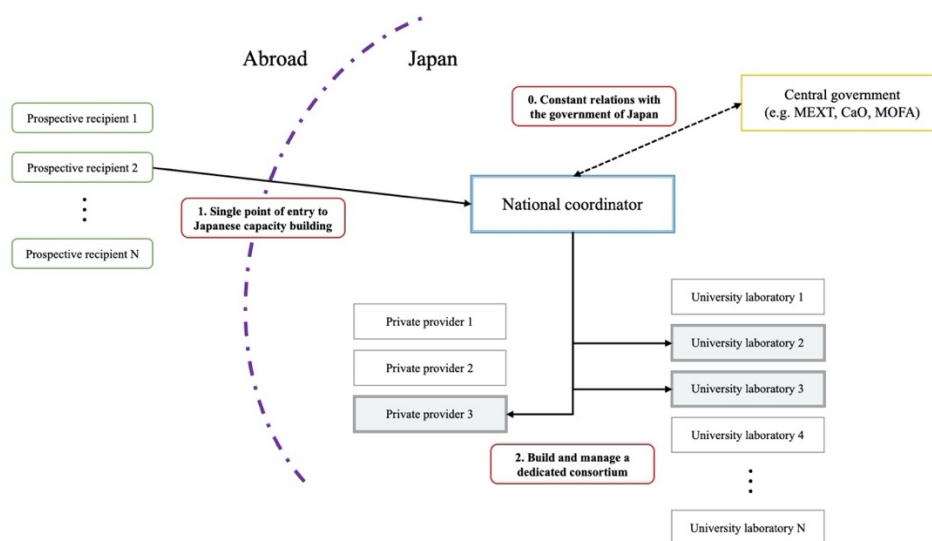 Abroad
Japan
0. Constant relations with
the government of Japan
Central government
(e.g. MEXT, CaO, MOFA)
Prospective recipient 1
Prospective recipient 2
Prospective recipient N
1. Single point of entry to
Japanese capacity building
National coordinator
Private provider 1
Private provider 2
Private provider 3
University laboratory 1
University laboratory 2
University laboratory 3
University laboratory 4
University laboratory N
2. Build and manage a
dedicated consortium